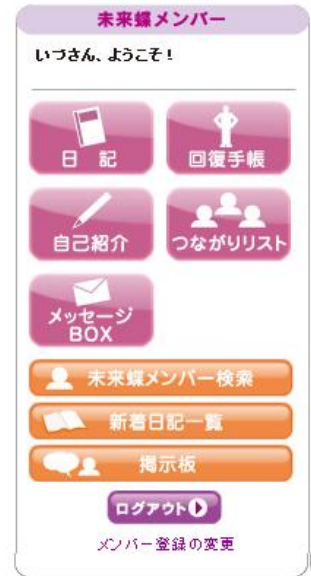 未来蝶メンバー
いづさん、ようこそ！
日 記
回復手帳
自己紹介
つながりリスト
メッセージ
BOX
未来蝶メンバー検索
新着日記一覧
掲示板
ログアウト
メンバー登録の変更